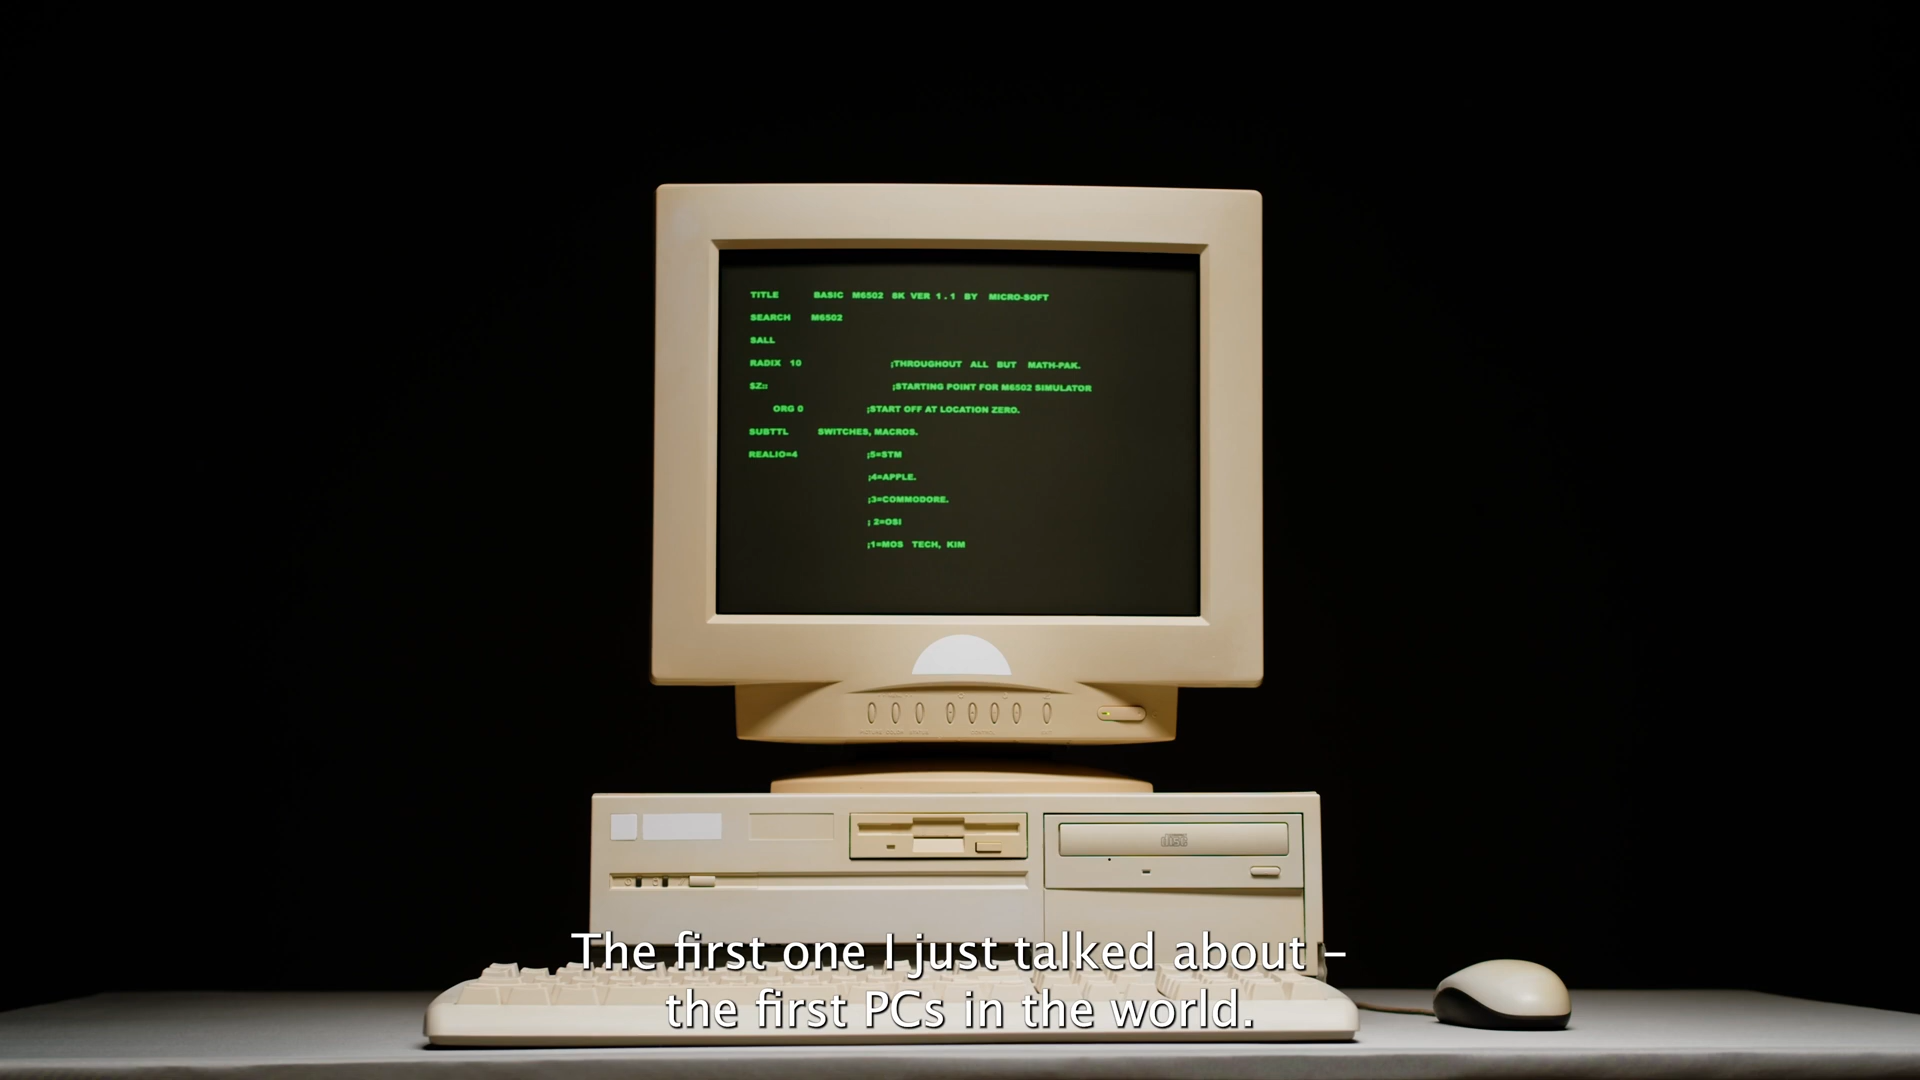 TITLE BASIC M6502 8K VER 1.1 BY MICRO-SOFT
SEARCH M6502
SALL
RADIX 10 ;THROUGHOUT ALL BUT MATH-PAK.
$Z:: ;STARTING POINT FOR M6502 SIMULATOR
ORG 0 ;START OFF AT LOCATION ZERO.
SUBTTL SWITCHES, MACROS.
REALIO=4 ;5=STM
;4=APPLE.
;3=COMMODORE.
; 2=OSI
;1=MOS TECH, KIM
disc
The first one I just talked about –
the first PCs in the world.